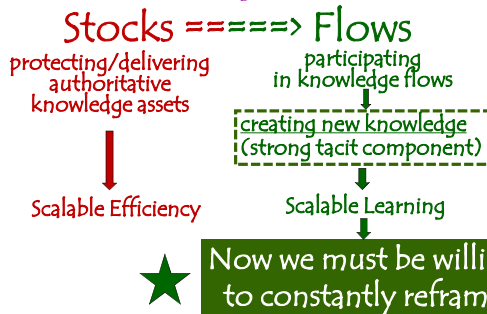 Stocks =====> Flows
protecting/delivering
authoritative
knowledge assets
participating
in knowledge flows
creating new knowledge
(strong tacit component)
Scalable Efficiency
Scalable Learning
Now we must be willi
to constantly refram